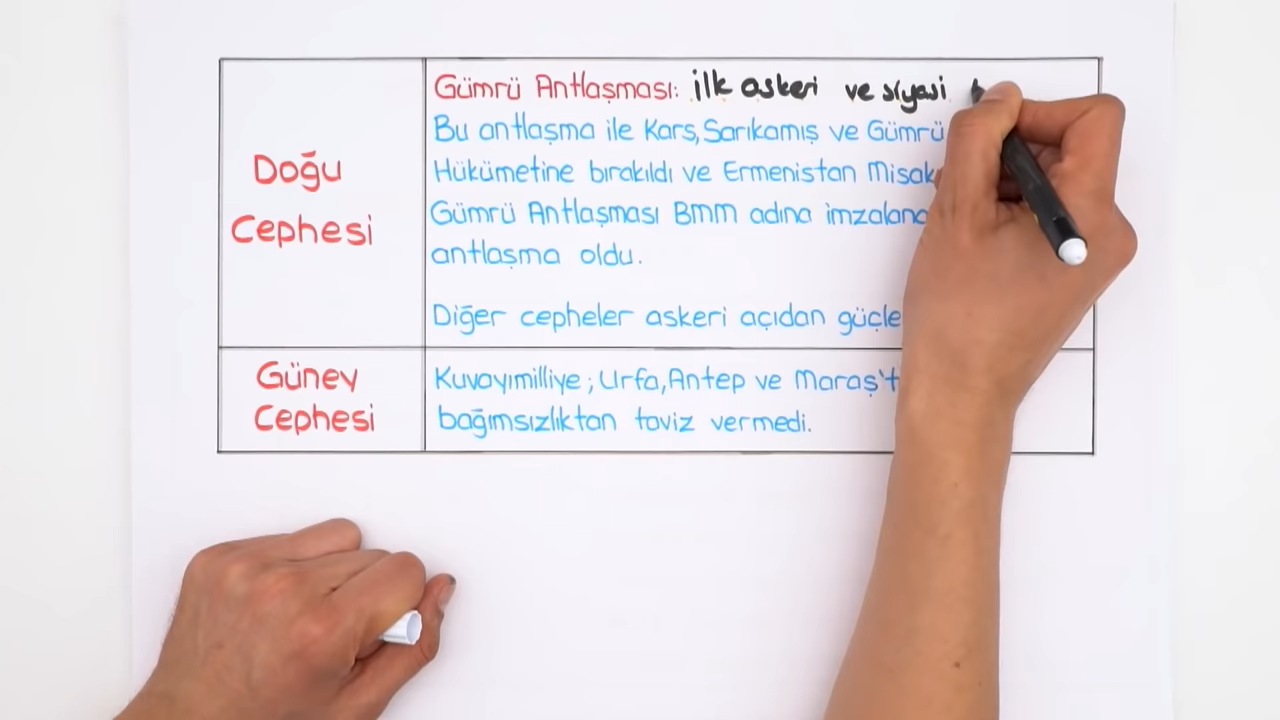 Doğu
Cephesi
Gümrü Antlaşması: ilk askeri ve siyasi
Bu antlaşma ile Kars, Sarıkamış ve Gümrü
Hükümetine bırakıldı ve Ermenistan Misak
Gümrü Antlaşması BMM adına imzalana
antlaşma oldu.
Diğer cepheler askeri açıdan güçle
Güney
Cephesi
Kuvayımilliye; Urfa, Antep ve Maraş't
bağımsızlıktan taviz vermedi.